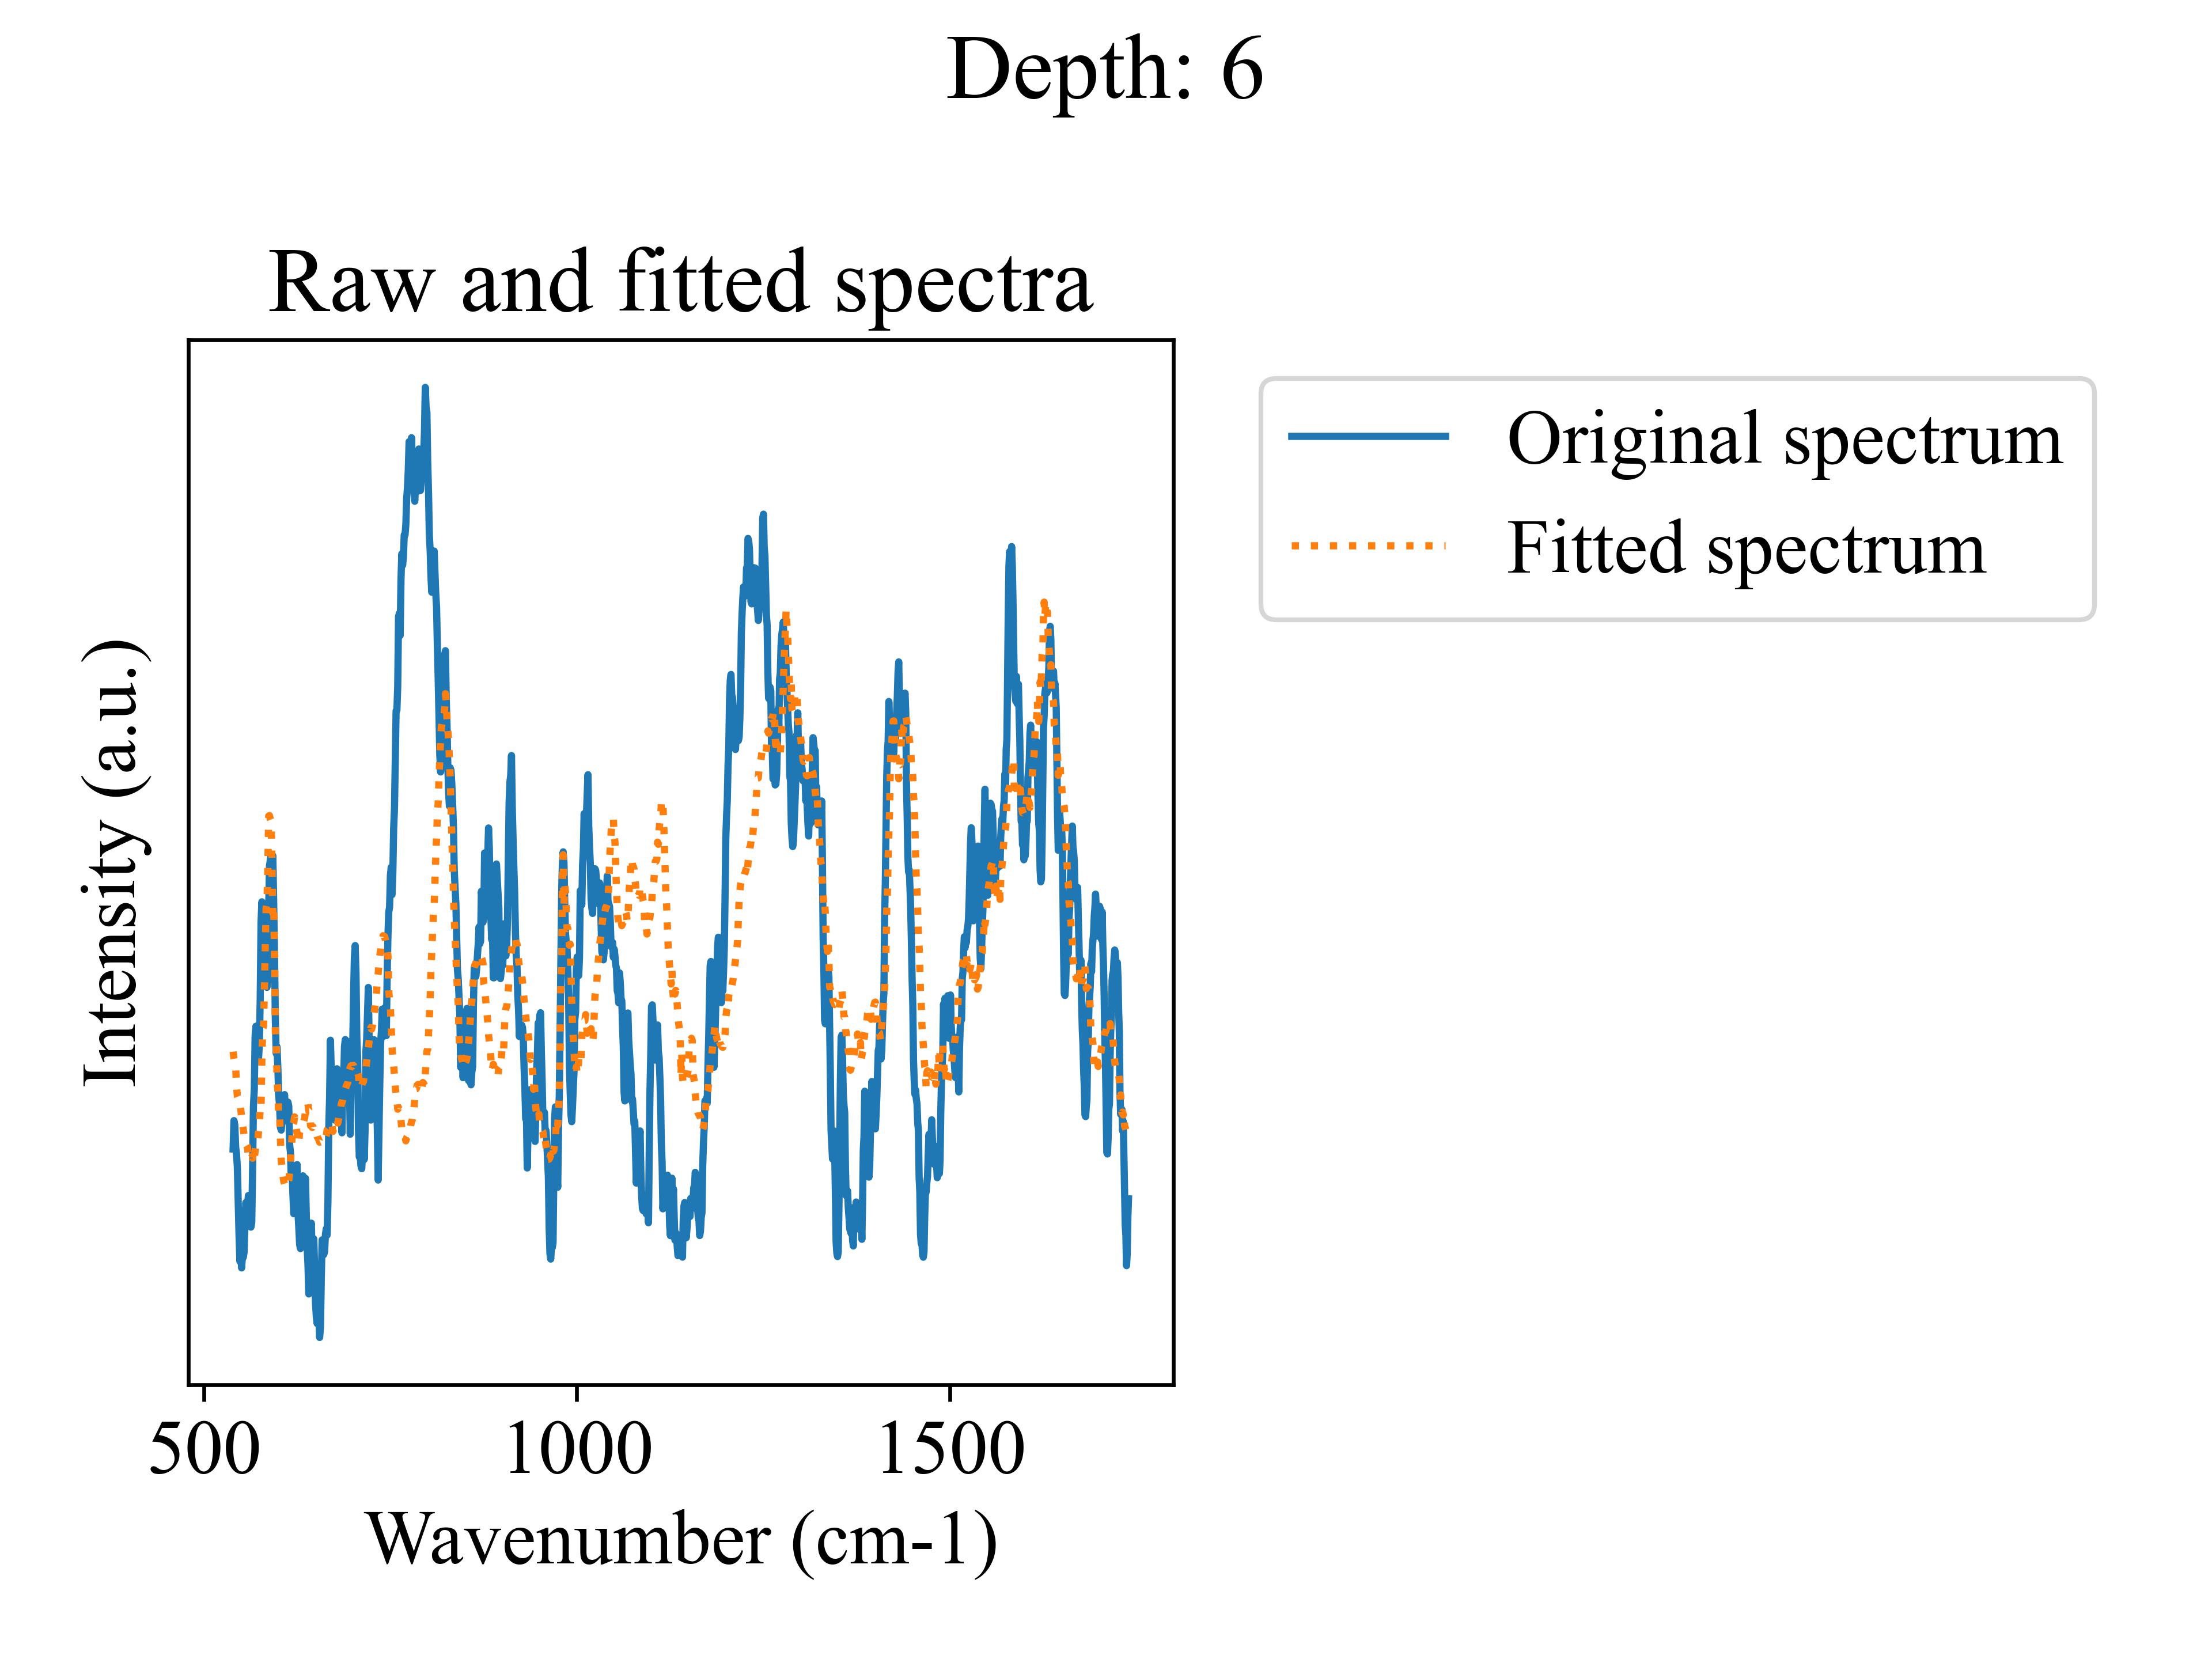 Depth: 6
Raw and fitted spectra
Original spectrum
Fitted spectrum
Intensity (a.u.)
500 1000 1500
Wavenumber (cm-1)